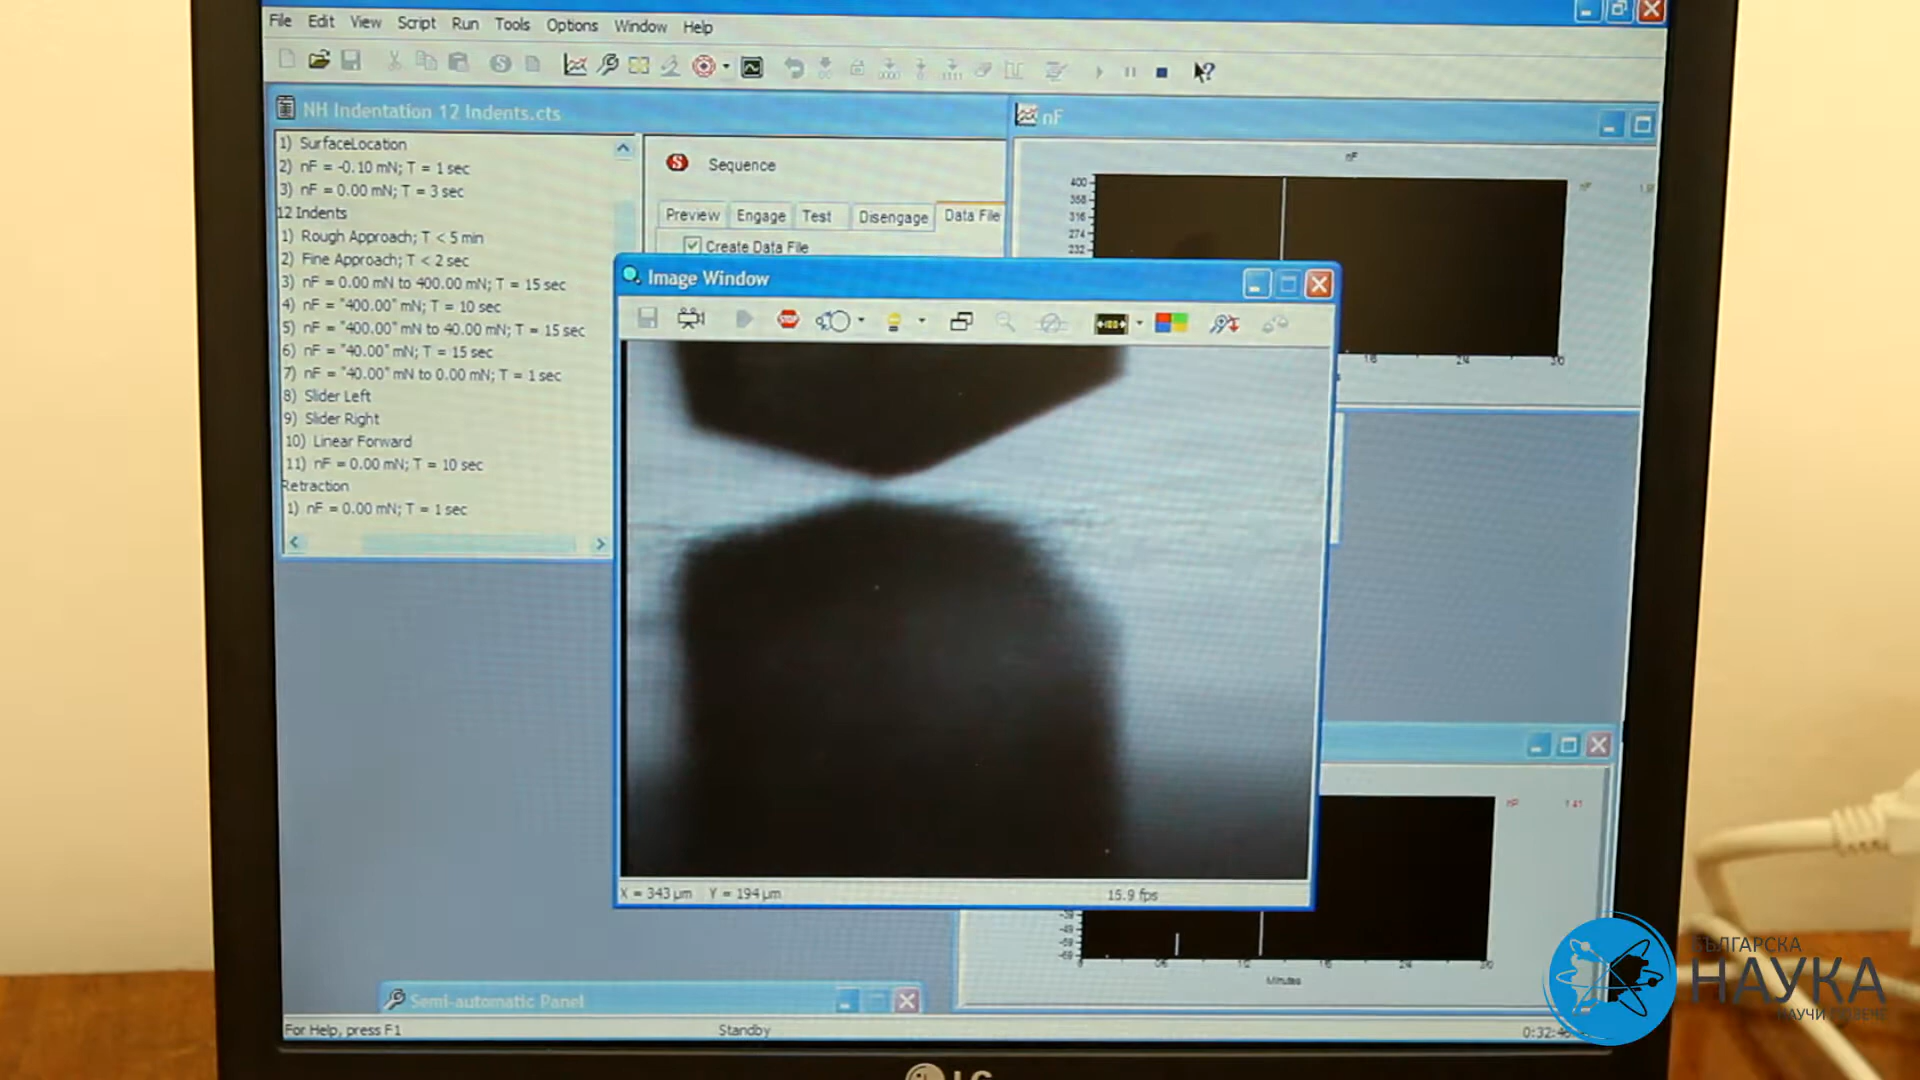 File Edit View Script Run Tools Options Window Help
NH Indentation 12 Indents.cts
1) SurfaceLocation
2) nF = -0.10 mN; T = 1 sec
3) nF = 0.00 mN; T = 3 sec
12 Indents
1) Rough Approach; T < 5 min
2) Fine Approach; T < 2 sec
3) nF = 0.00 mN to 400.00 mN; T = 15 sec
4) nF = "400.00" mN; T = 10 sec
5) nF = "400.00" mN to 40.00 mN; T = 15 sec
6) nF = "40.00" mN; T = 15 sec
7) nF = "40.00" mN to 0.00 mN; T = 1 sec
8) Slider Left
9) Slider Right
10) Linear Forward
11) nF = 0.00 mN; T = 10 sec
Retraction
1) nF = 0.00 mN; T = 1 sec
S Sequence
Preview Engage Test Disengage Data File
Create Data File
nF
nF
400
358
316
274
232
Image Window
STOP
X = 343 µm Y = 194 µm 15.9 fps
Minutes
Semi-automatic Panel
For Help, press F1 Standby
БЪЛГАРСКА
НАУКА
LG